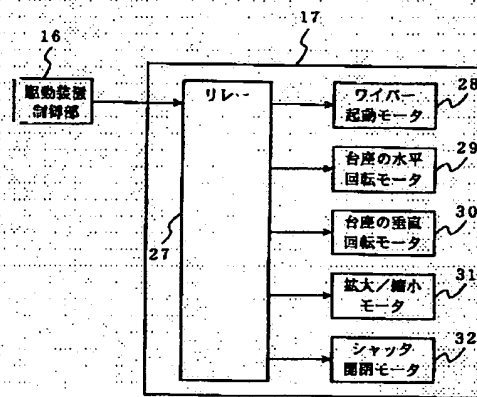 16
17
駆動装置
制御部
リレー
27
ワイパー
起動モータ
28
台座の水平
回転モータ
29
台座の垂直
回転モータ
30
拡大/縮小
モータ
31
シャッタ
開閉モータ
32